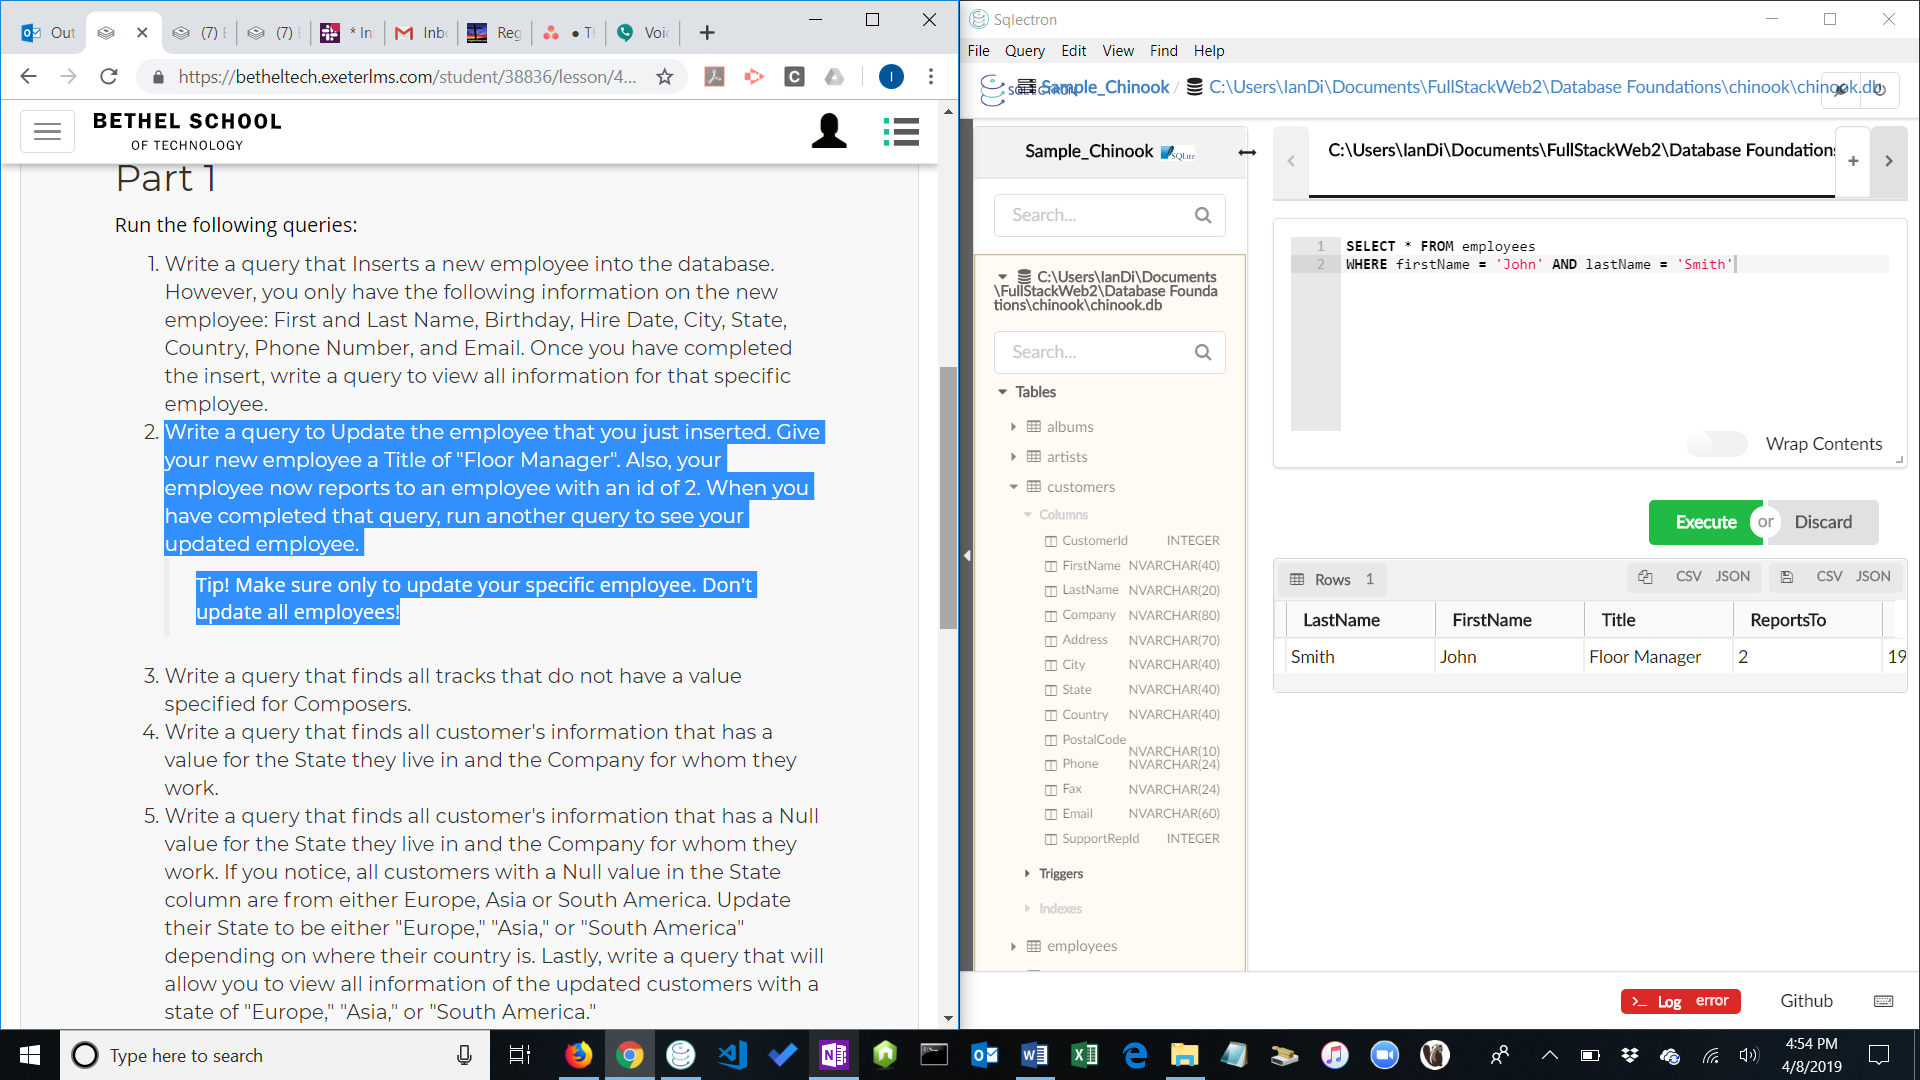 Out
(7)
(7)
* In
Inb
Reg
https://betheltech.exeterlms.com/student/38836/lesson/4...
BETHEL SCHOOL
OF TECHNOLOGY
Part 1
Run the following queries:
1. Write a query that Inserts a new employee into the database.
However, you only have the following information on the new
employee: First and Last Name, Birthday, Hire Date, City, State,
Country, Phone Number, and Email. Once you have completed
the insert, write a query to view all information for that specific
employee.
2. Write a query to Update the employee that you just inserted. Give
your new employee a Title of "Floor Manager". Also, your
employee now reports to an employee with an id of 2. When you
have completed that query, run another query to see your
updated employee.
Tip! Make sure only to update your specific employee. Don't
update all employees!
3. Write a query that finds all tracks that do not have a value
specified for Composers.
4. Write a query that finds all customer's information that has a
value for the State they live in and the Company for whom they
work.
5. Write a query that finds all customer's information that has a Null
value for the State they live in and the Company for whom they
work. If you notice, all customers with a Null value in the State
column are from either Europe, Asia or South America. Update
their State to be either "Europe," "Asia," or "South America"
depending on where their country is. Lastly, write a query that will
allow you to view all information of the updated customers with a
state of "Europe," "Asia," or "South America."
Sqlectron
File Query Edit View Find Help
Sample_Chinook / C:\Users\IanDi\Documents\FullStackWeb2\Database Foundations\chinook\chinook.db
Sample_Chinook SQLite
Search...
C:\Users\IanDi\Documents
\FullStackWeb2\Database Founda
tions\chinook\chinook.db
Search...
Tables
albums
artists
customers
Columns
CustomerId INTEGER
FirstName NVARCHAR(40)
LastName NVARCHAR(20)
Company NVARCHAR(80)
Address NVARCHAR(70)
City NVARCHAR(40)
State NVARCHAR(40)
Country NVARCHAR(40)
PostalCode NVARCHAR(10)
Phone NVARCHAR(24)
Fax NVARCHAR(24)
Email NVARCHAR(60)
SupportRepId INTEGER
Triggers
Indexes
employees
C:\Users\IanDi\Documents\FullStackWeb2\Database Foundations
+
1 SELECT * FROM employees
2 WHERE firstName = 'John' AND lastName = 'Smith'
Wrap Contents
Execute or Discard
Rows 1 CSV JSON CSV JSON
LastName FirstName Title ReportsTo
Smith John Floor Manager 2 19
Log error Github
Type here to search
4:54 PM
4/8/2019